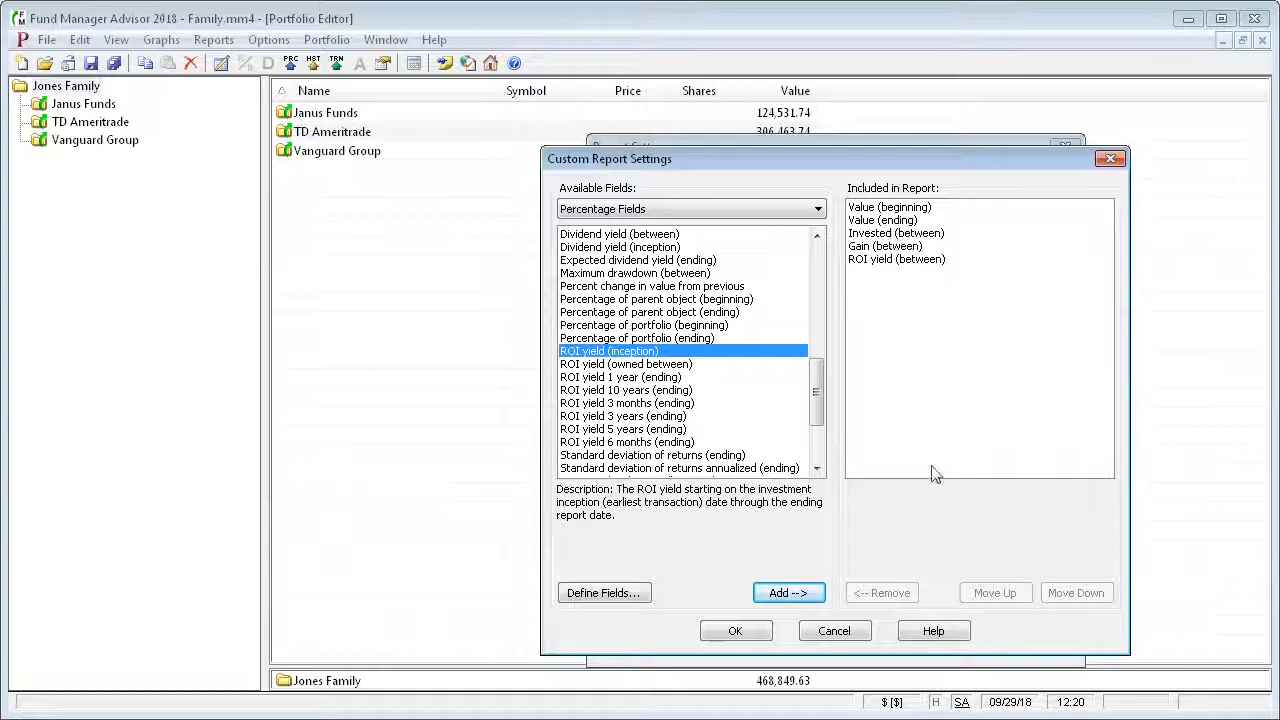 Fund Manager Advisor 2018 - Family.mm4 - [Portfolio Editor]
File Edit View Graphs Reports Options Portfolio Window Help
PRC HST TRN
Jones Family
Janus Funds
TD Ameritrade
Vanguard Group
Name Symbol Price Shares Value
Janus Funds 124,531.74
TD Ameritrade 306,463.74
Vanguard Group
Custom Report Settings
Available Fields:
Percentage Fields
Dividend yield (between)
Dividend yield (inception)
Expected dividend yield (ending)
Maximum drawdown (between)
Percent change in value from previous
Percentage of parent object (beginning)
Percentage of parent object (ending)
Percentage of portfolio (beginning)
Percentage of portfolio (ending)
ROI yield (inception)
ROI yield (owned between)
ROI yield 1 year (ending)
ROI yield 10 years (ending)
ROI yield 3 months (ending)
ROI yield 3 years (ending)
ROI yield 5 years (ending)
ROI yield 6 months (ending)
Standard deviation of returns (ending)
Standard deviation of returns annualized (ending)
Description: The ROI yield starting on the investment
inception (earliest transaction) date through the ending
report date.
Define Fields...
Add -->
Included in Report:
Value (beginning)
Value (ending)
Invested (between)
Gain (between)
ROI yield (between)
<-- Remove
Move Up
Move Down
OK
Cancel
Help
Jones Family 468,849.63
$ [$] H SA 09/29/18 12:20